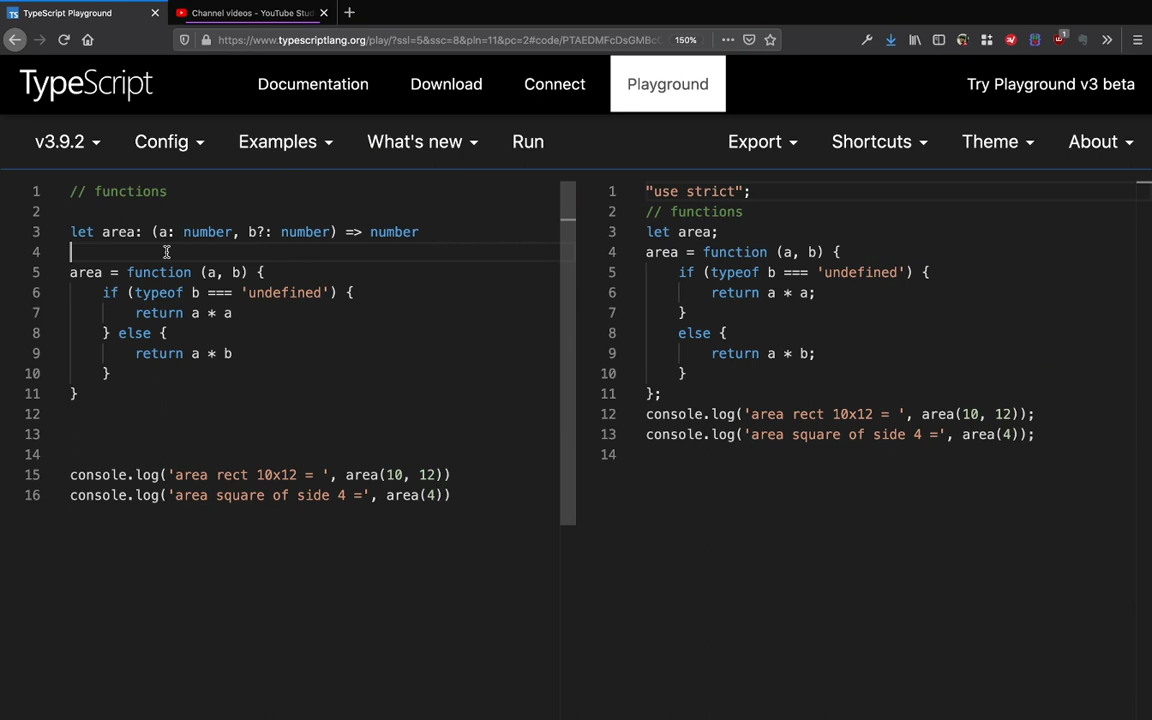 TS TypeScript Playground
Channel videos - YouTube Stud
https://www.typescriptlang.org/play/?ssl=5&ssc=8&pln=11&pc=2#code/PTAEDMFcDsGMBc
150%
1
TypeScript
Documentation
Download
Connect
Playground
Try Playground v3 beta
v3.9.2
Config
Examples
What's new
Run
Export
Shortcuts
Theme
About
1 // functions
2
3 let area: (a: number, b?: number) => number
4
5 area = function (a, b) {
6 if (typeof b === 'undefined') {
7 return a * a
8 } else {
9 return a * b
10 }
11 }
12
13
14
15 console.log('area rect 10x12 = ', area(10, 12))
16 console.log('area square of side 4 =', area(4))
1 "use strict";
2 // functions
3 let area;
4 area = function (a, b) {
5 if (typeof b === 'undefined') {
6 return a * a;
7 }
8 else {
9 return a * b;
10 }
11 };
12 console.log('area rect 10x12 = ', area(10, 12));
13 console.log('area square of side 4 =', area(4));
14